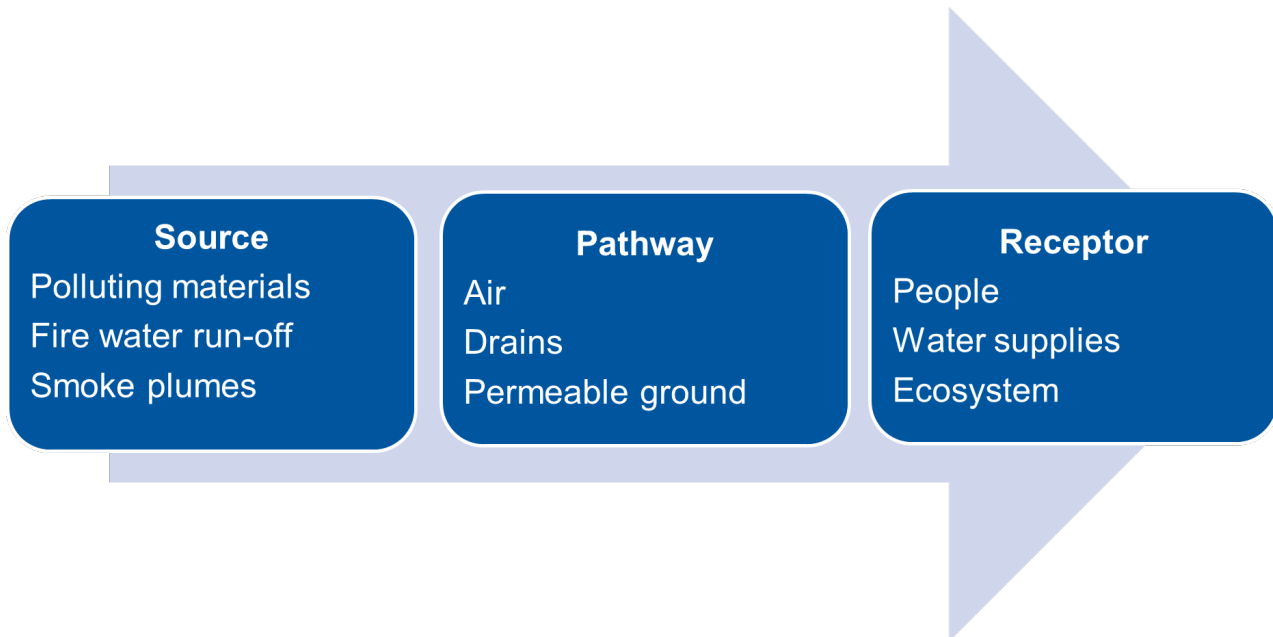 Source
Polluting materials
Fire water run-off
Smoke plumes
Pathway
Air
Drains
Permeable ground
Receptor
People
Water supplies
Ecosystem